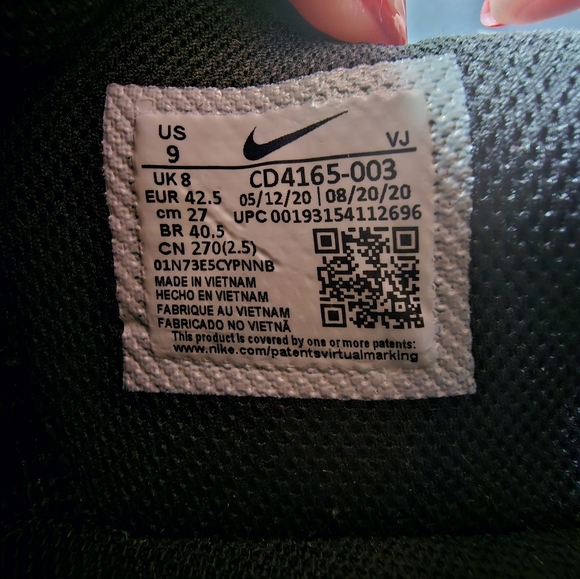 US
9
VJ
UK 8
CD4165-003
EUR 42.5
05/12/20 | 08/20/20
cm 27
UPC 00193154112696
BR 40.5
CN 270(2.5)
01N73E5CYPNNB
MADE IN VIETNAM
HECHO EN VIETNAM
FABRIQUE AU VIETNAM
FABRICADO NO VIETNÃ
This product is covered by one or more patents:
www.nike.com/patentsvirtualmarking